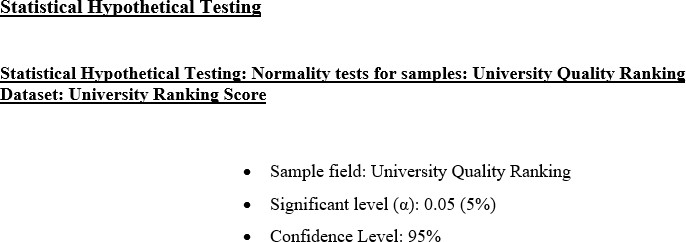 Statistical Hypothetical Testing
Statistical Hypothetical Testing: Normality tests for samples: University Quality Ranking
Dataset: University Ranking Score
• Sample field: University Quality Ranking
• Significant level (α): 0.05 (5%)
• Confidence Level: 95%